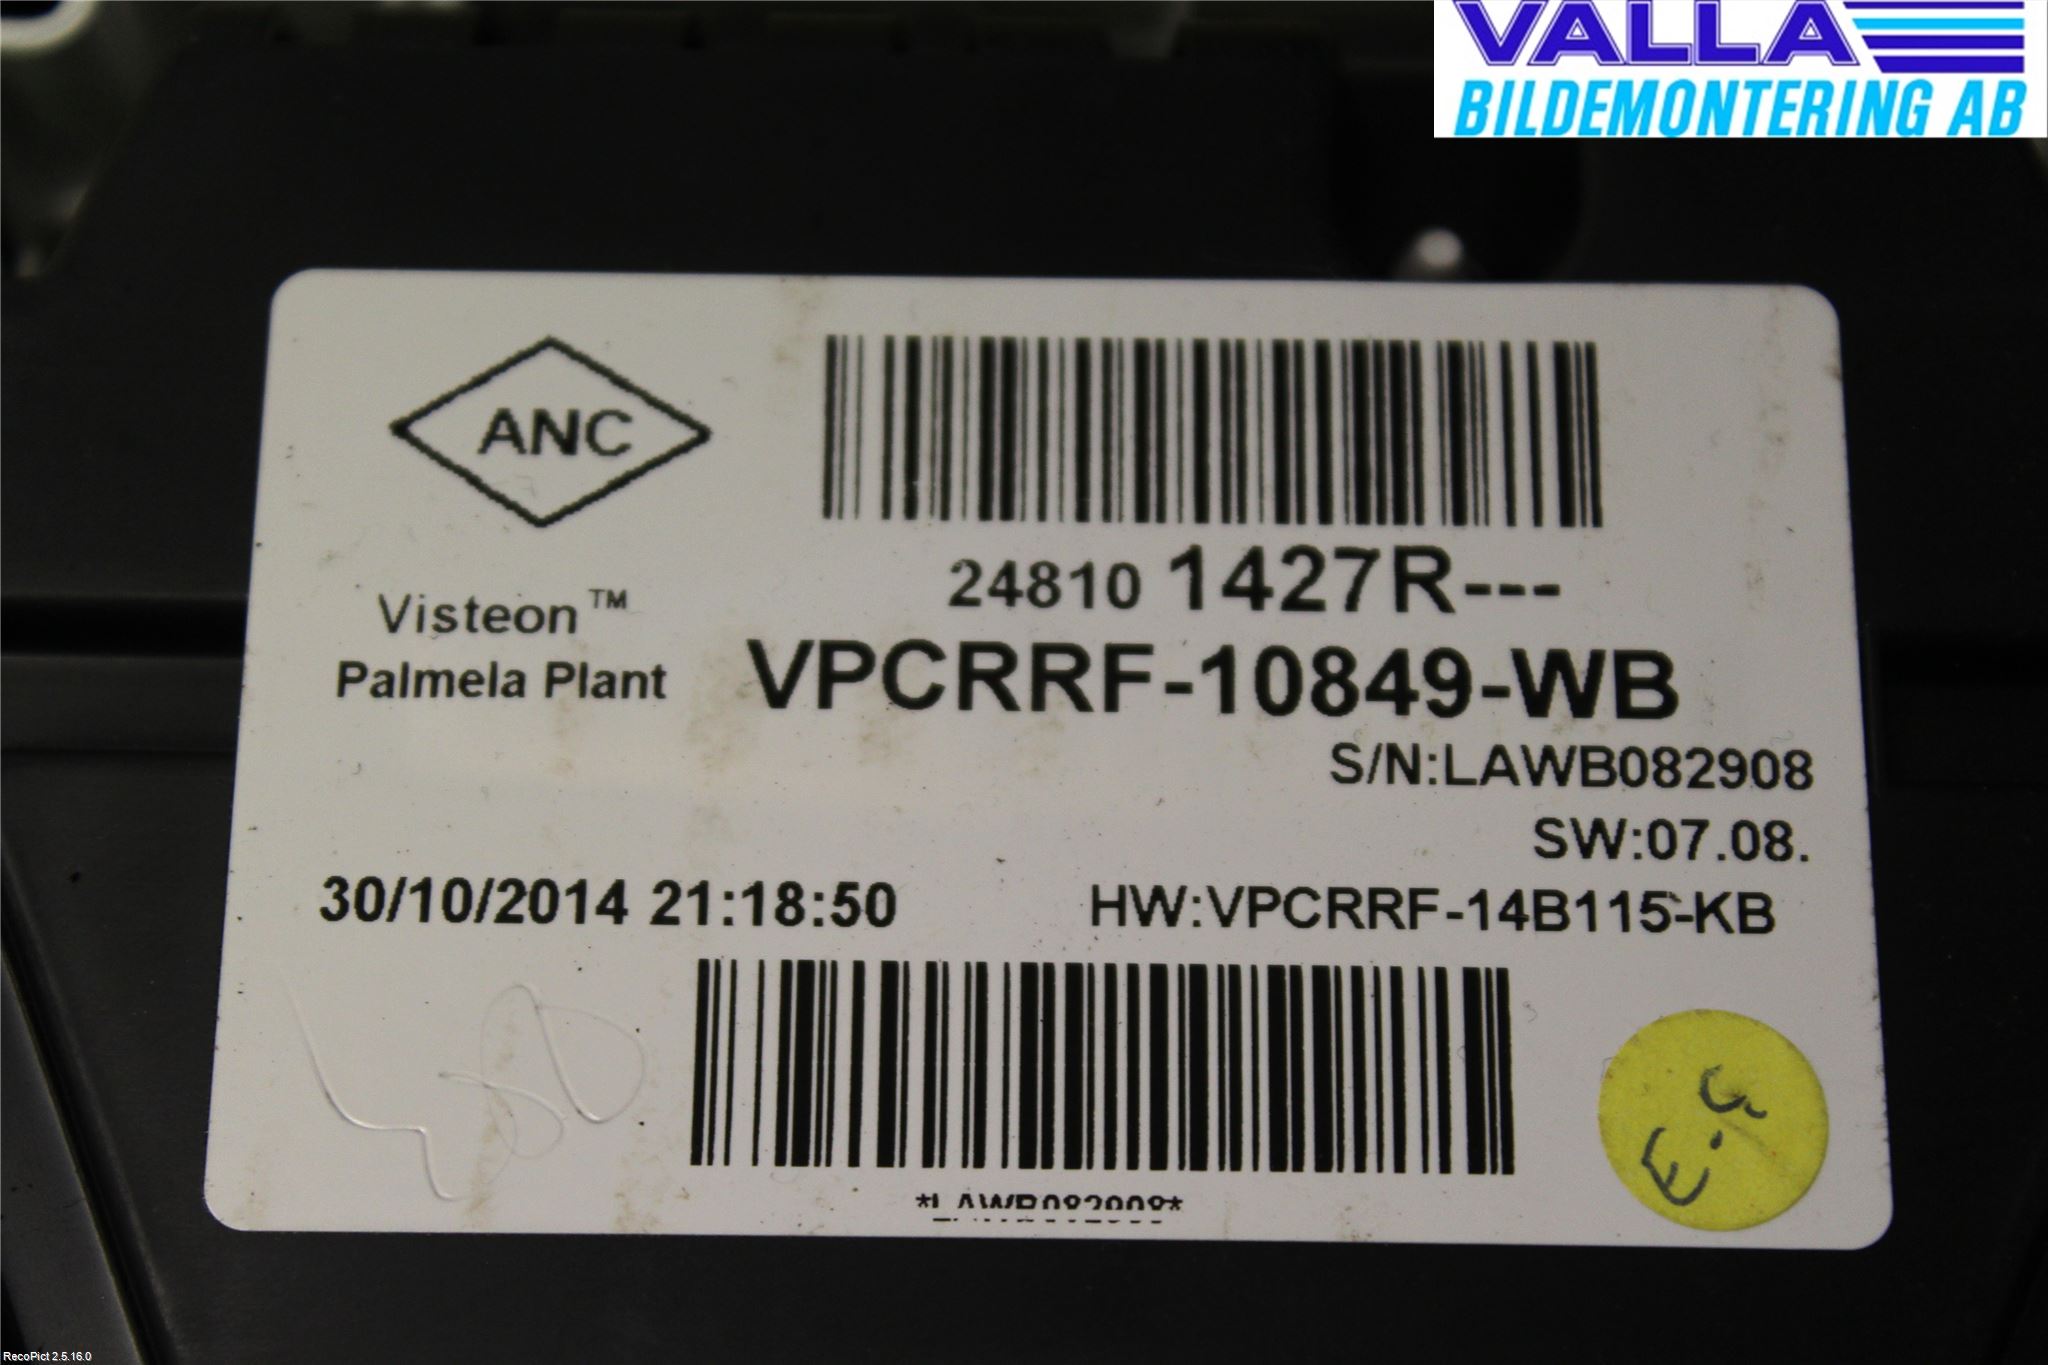 VALLA
BILDEMONTERING AB
ANC
24810 1427R---
Visteon™
Palmela Plant
VPCRRF-10849-WB
S/N:LAWB082908
SW:07.08.
30/10/2014 21:18:50
HW:VPCRRF-14B115-KB
*LAWB082908*
E.C
RecoPict 2.5.16.0